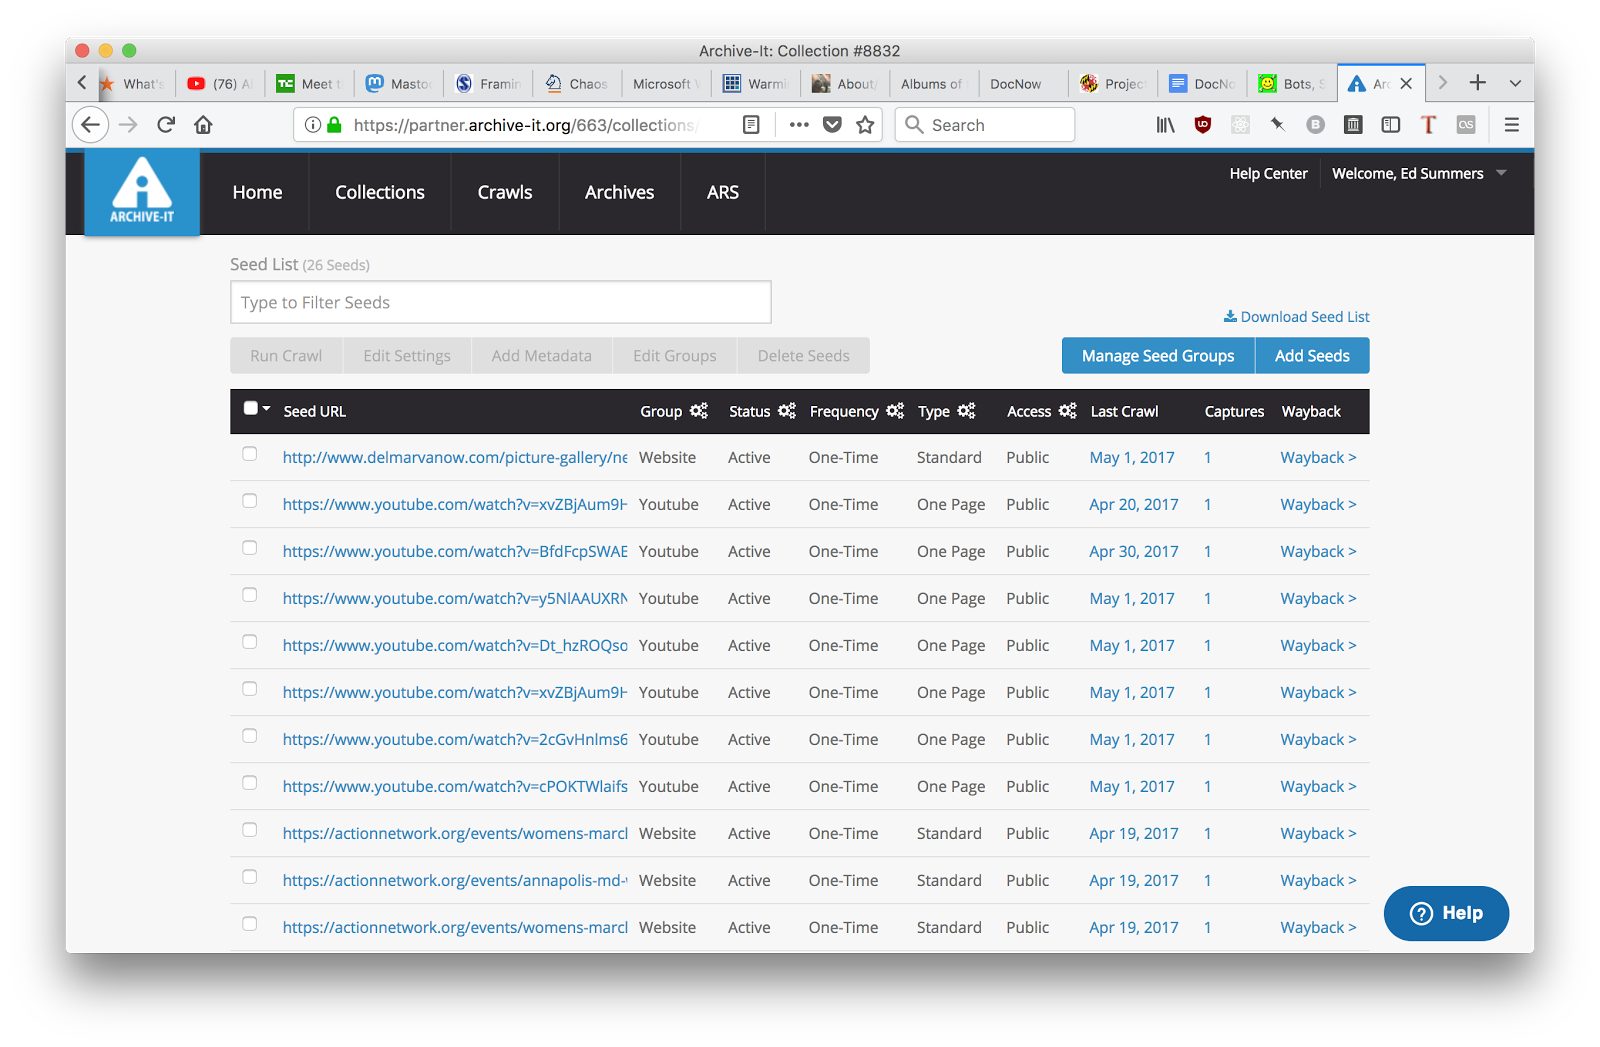 Archive-It: Collection #8832
What's
(76) A
Meet t
Masto
Framin
Chaos
Microsoft
Warmi
About/
Albums of
DocNow
Projec
DocNo
Bots, S
Arc
https://partner.archive-it.org/663/collections/
Search
ARCHIVE-IT
Home
Collections
Crawls
Archives
ARS
Help Center
Welcome, Ed Summers
Seed List (26 Seeds)
Type to Filter Seeds
Download Seed List
Run Crawl Edit Settings Add Metadata Edit Groups Delete Seeds
Manage Seed Groups Add Seeds
Seed URL Group Status Frequency Type Access Last Crawl Captures Wayback
http://www.delmarvanow.com/picture-gallery/ne Website Active One-Time Standard Public May 1, 2017 1 Wayback >
https://www.youtube.com/watch?v=xvZBjAum9H Youtube Active One-Time One Page Public Apr 20, 2017 1 Wayback >
https://www.youtube.com/watch?v=BfdFcpSWAE Youtube Active One-Time One Page Public Apr 30, 2017 1 Wayback >
https://www.youtube.com/watch?v=y5NlAAUXRN Youtube Active One-Time One Page Public May 1, 2017 1 Wayback >
https://www.youtube.com/watch?v=Dt_hzROQso Youtube Active One-Time One Page Public May 1, 2017 1 Wayback >
https://www.youtube.com/watch?v=xvZBjAum9H Youtube Active One-Time One Page Public May 1, 2017 1 Wayback >
https://www.youtube.com/watch?v=2cGvHnlms6 Youtube Active One-Time One Page Public May 1, 2017 1 Wayback >
https://www.youtube.com/watch?v=cPOKTWlaifs Youtube Active One-Time One Page Public May 1, 2017 1 Wayback >
https://actionnetwork.org/events/womens-marcl Website Active One-Time Standard Public Apr 19, 2017 1 Wayback >
https://actionnetwork.org/events/annapolis-md- Website Active One-Time Standard Public Apr 19, 2017 1 Wayback >
https://actionnetwork.org/events/womens-marcl Website Active One-Time Standard Public Apr 19, 2017 1 Wayback >
Help